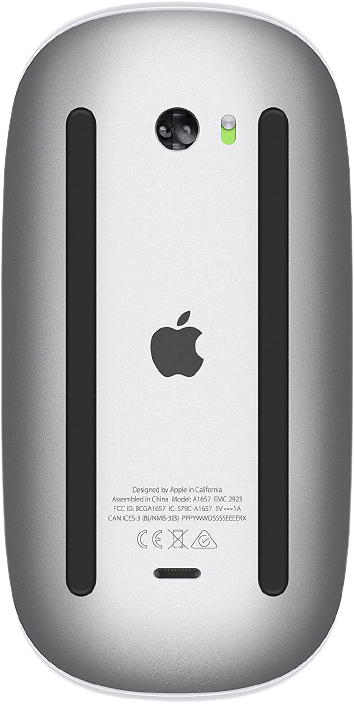 Designed by Apple in California
Assembled in China Model: A1657 EMC 2923
FCC ID: BCGA1657 IC: 579C-A1657 5V⎓1A
CAN ICES-3 (B)/NMB-3(B) PPPYWWDSSSSEEEERX